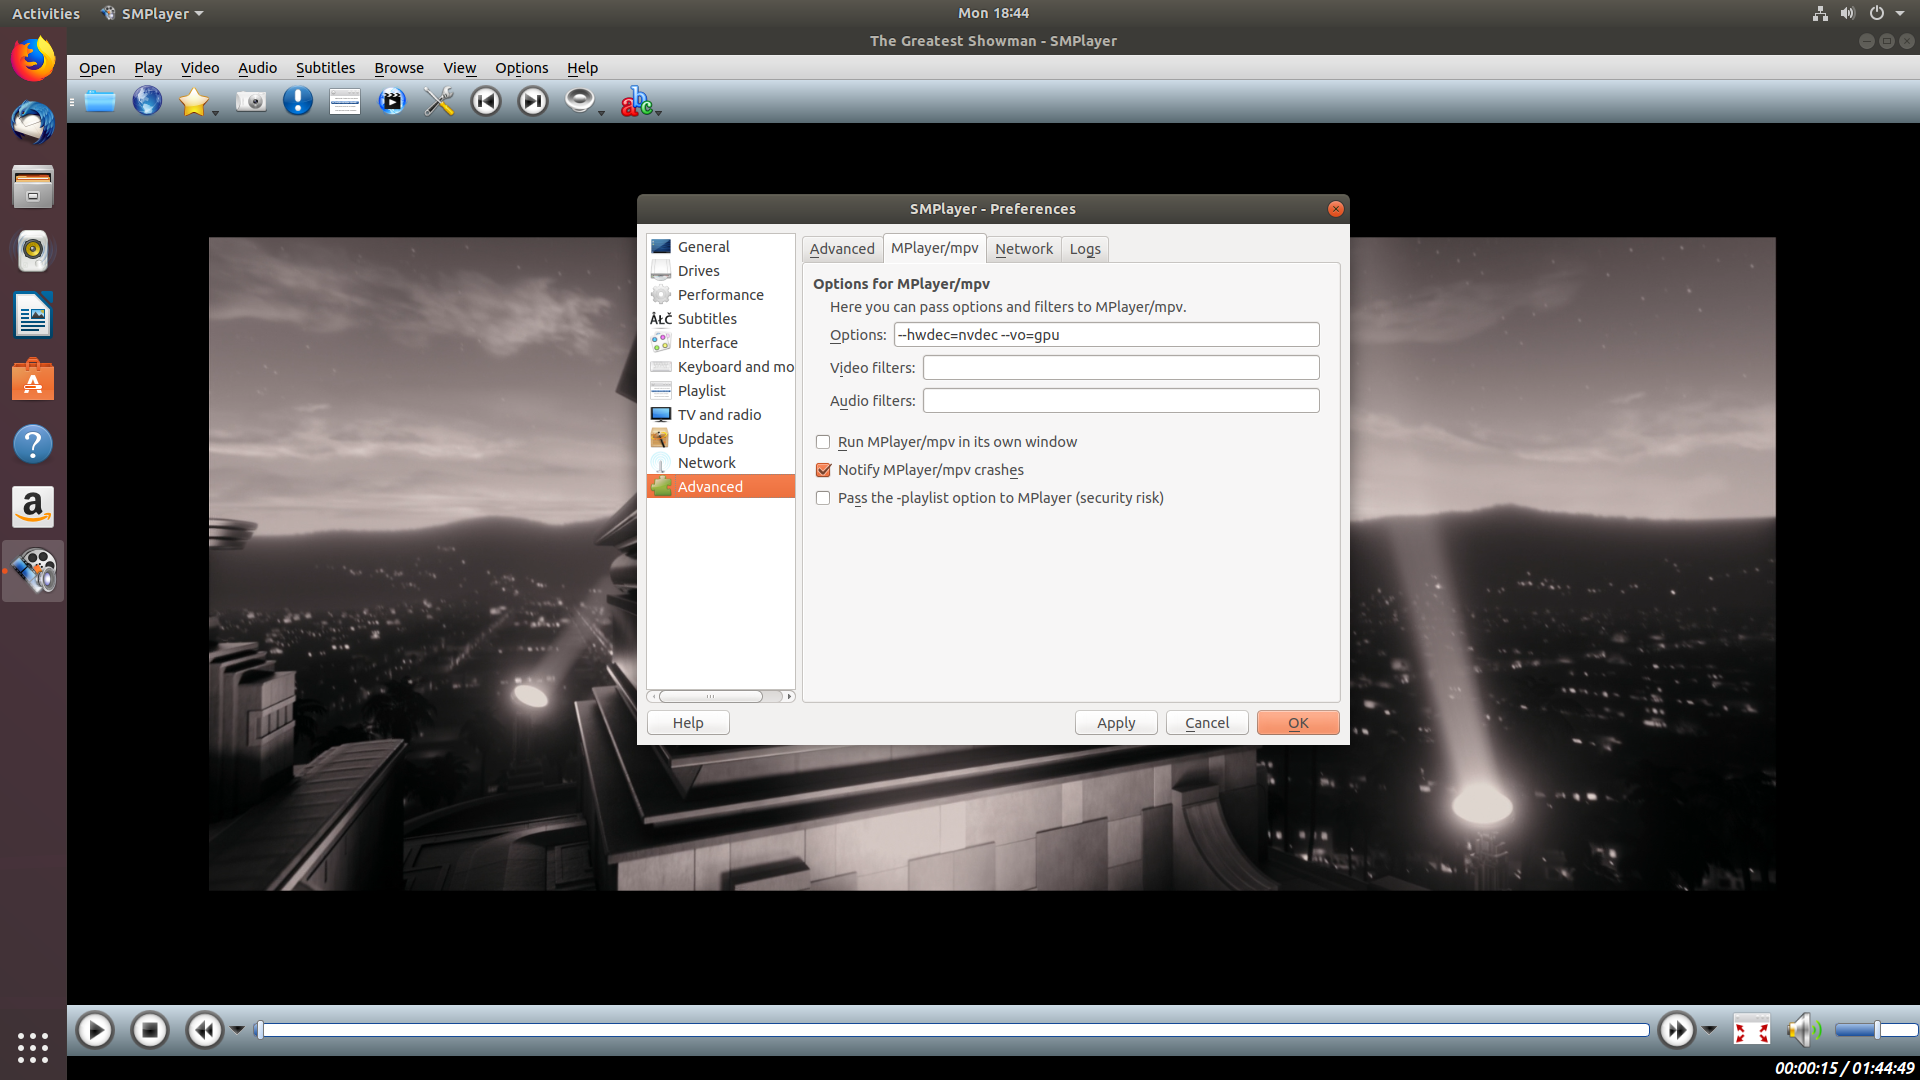 Activities
SMPlayer
Mon 18:44
The Greatest Showman - SMPlayer
Open Play Video Audio Subtitles Browse View Options Help
abc
SMPlayer - Preferences
General
Drives
Performance
Subtitles
Interface
Keyboard and mo
Playlist
TV and radio
Updates
Network
Advanced
Advanced MPlayer/mpv Network Logs
Options for MPlayer/mpv
Here you can pass options and filters to MPlayer/mpv.
Options: --hwdec=nvdec --vo=gpu
Video filters:
Audio filters:
Run MPlayer/mpv in its own window
Notify MPlayer/mpv crashes
Pass the -playlist option to MPlayer (security risk)
Help Apply Cancel OK
00:00:15 / 01:44:49